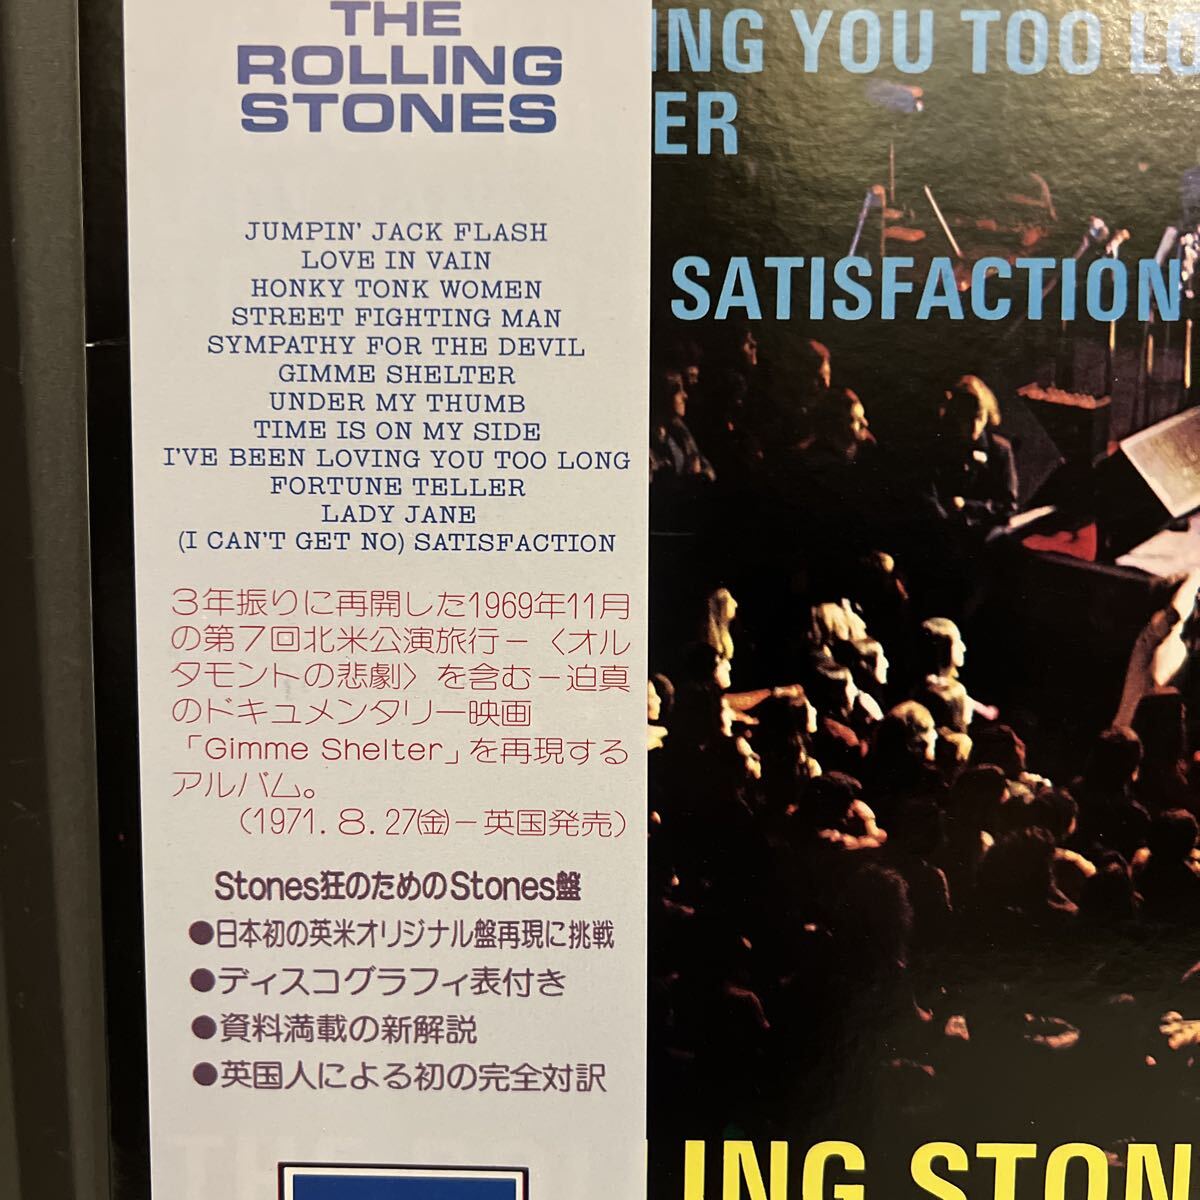 THE
ROLLING
STONES
JUMPIN' JACK FLASH
LOVE IN VAIN
HONKY TONK WOMEN
STREET FIGHTING MAN
SYMPATHY FOR THE DEVIL
GIMME SHELTER
UNDER MY THUMB
TIME IS ON MY SIDE
I'VE BEEN LOVING YOU TOO LONG
FORTUNE TELLER
LADY JANE
(I CAN'T GET NO) SATISFACTION
3年振りに再開した1969年11月
の第7回北米公演旅行−〈オル
タモントの悲劇〉を含む−迫真
のドキュメンタリー映画
「Gimme Shelter」を再現する
アルバム。
(1971. 8. 27㈮−英国発売)
Stones狂のためのStones盤
●日本初の英米オリジナル盤再現に挑戦
●ディスコグラフィ表付き
●資料満載の新解説
●英国人による初の完全対訳
ING YOU TOO LO
ER
SATISFACTION
ING STON